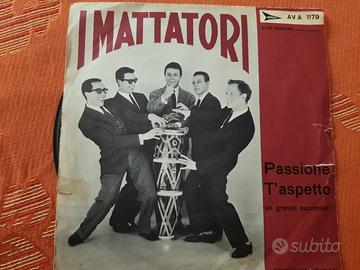 I MATTATORI
AVA 1179
Passione
T'aspetto
un grande successo!
subito